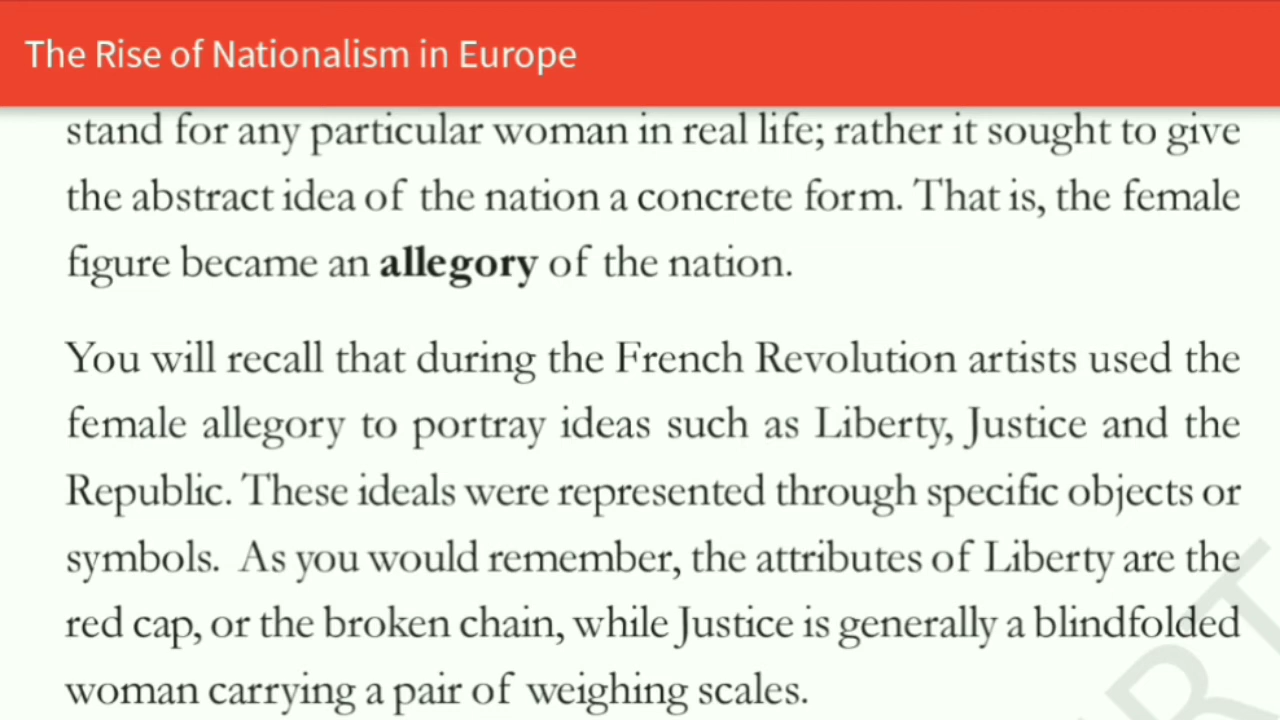 The Rise of Nationalism in Europe
stand for any particular woman in real life; rather it sought to give
the abstract idea of the nation a concrete form. That is, the female
figure became an allegory of the nation.
You will recall that during the French Revolution artists used the
female allegory to portray ideas such as Liberty, Justice and the
Republic. These ideals were represented through specific objects or
symbols. As you would remember, the attributes of Liberty are the
red cap, or the broken chain, while Justice is generally a blindfolded
woman carrying a pair of weighing scales.